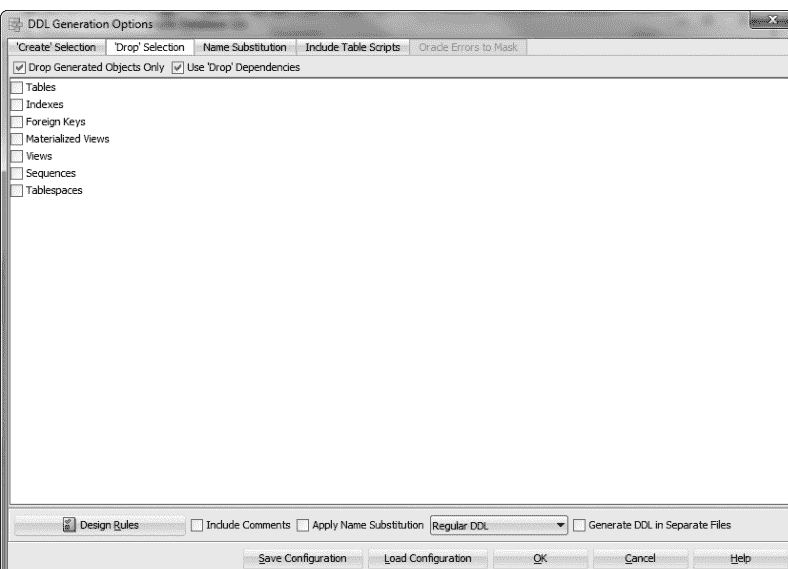 DDL Generation Options
'Create' Selection 'Drop' Selection Name Substitution Include Table Scripts Oracle Errors to Mask
Drop Generated Objects Only Use 'Drop' Dependencies
Tables
Indexes
Foreign Keys
Materialized Views
Views
Sequences
Tablespaces
Design Rules Include Comments Apply Name Substitution Regular DDL Generate DDL in Separate Files
Save Configuration Load Configuration OK Cancel Help